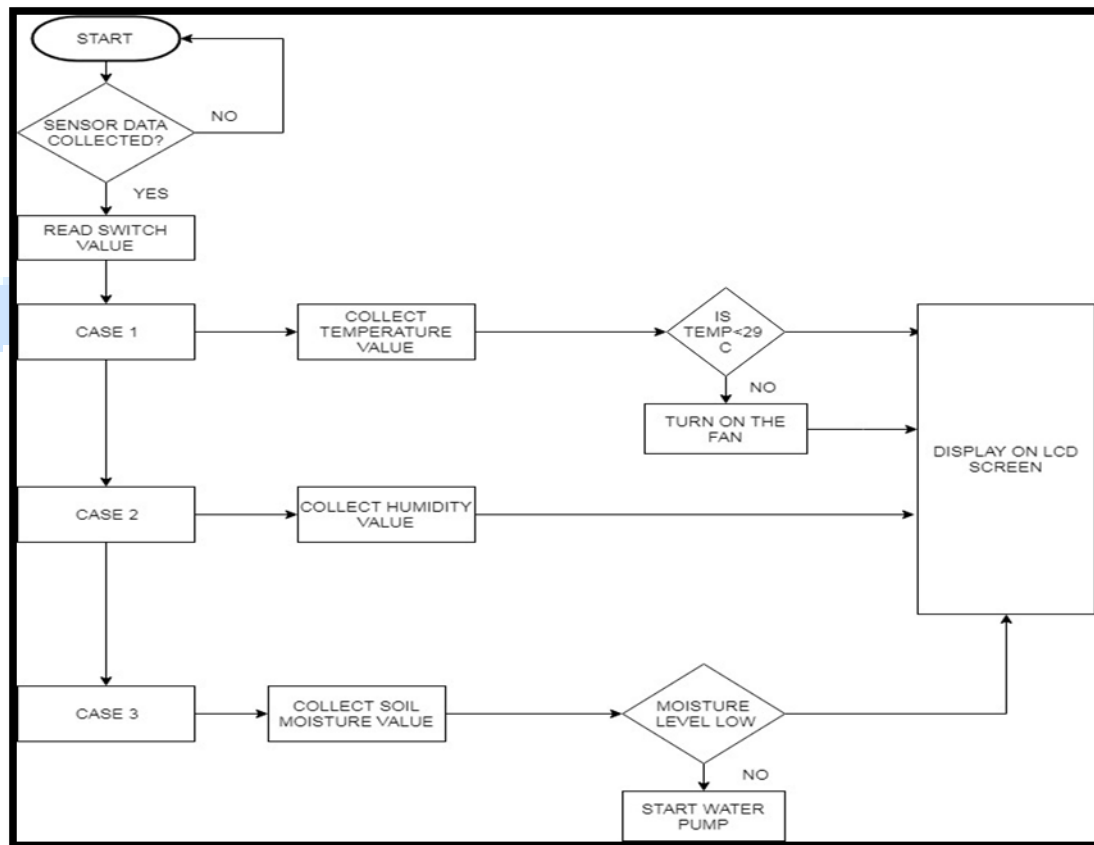 START
SENSOR DATA
COLLECTED?
NO
YES
READ SWITCH
VALUE
CASE 1
COLLECT
TEMPERATURE
VALUE
IS
TEMP<29
C
NO
TURN ON THE
FAN
DISPLAY ON LCD
SCREEN
CASE 2
COLLECT HUMIDITY
VALUE
CASE 3
COLLECT SOIL
MOISTURE VALUE
MOISTURE
LEVEL LOW
NO
START WATER
PUMP